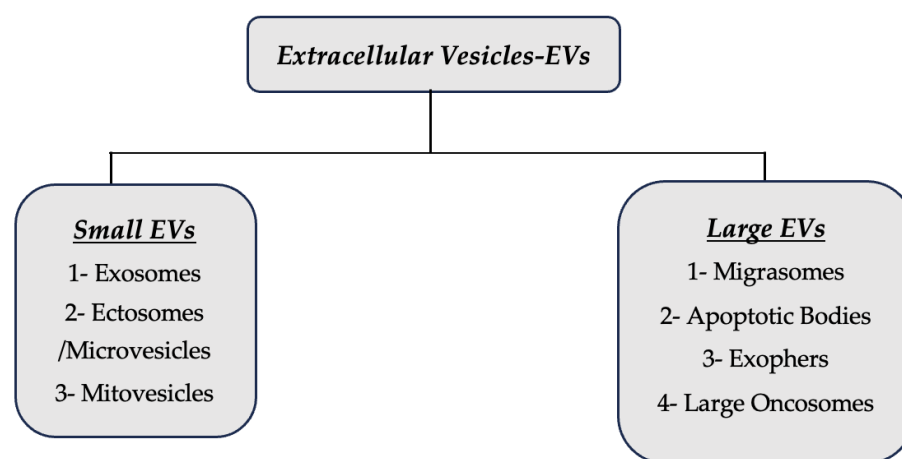 Extracellular Vesicles-EVs
Small EVs
1- Exosomes
2- Ectosomes
/Microvesicles
3- Mitovesicles
Large EVs
1- Migrasomes
2- Apoptotic Bodies
3- Exophers
4- Large Oncosomes